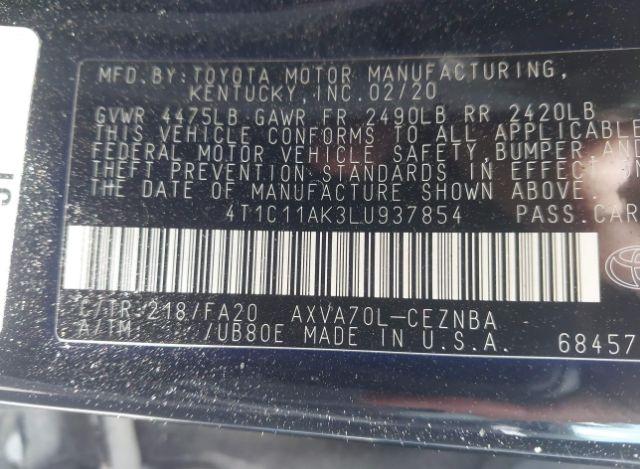 MFD.BY:TOYOTA MOTOR MANUFACTURING,
KENTUCKY,INC.02/20
GVWR 4475LB GAWR FR 2490LB RR 2420LB
THIS VEHICLE CONFORMS TO ALL APPLICABLE
FEDERAL MOTOR VEHICLE SAFETY,BUMPER AND
THEFT PREVENTION STANDARDS IN EFFECT ON
THE DATE OF MANUFACTURE SHOWN ABOVE.
4T1C11AK3LU937854 PASS.CAR
C/TR:218/FA20 AXVA70L-CEZNBA
A/TM /UB80E MADE IN U.S.A. 68457